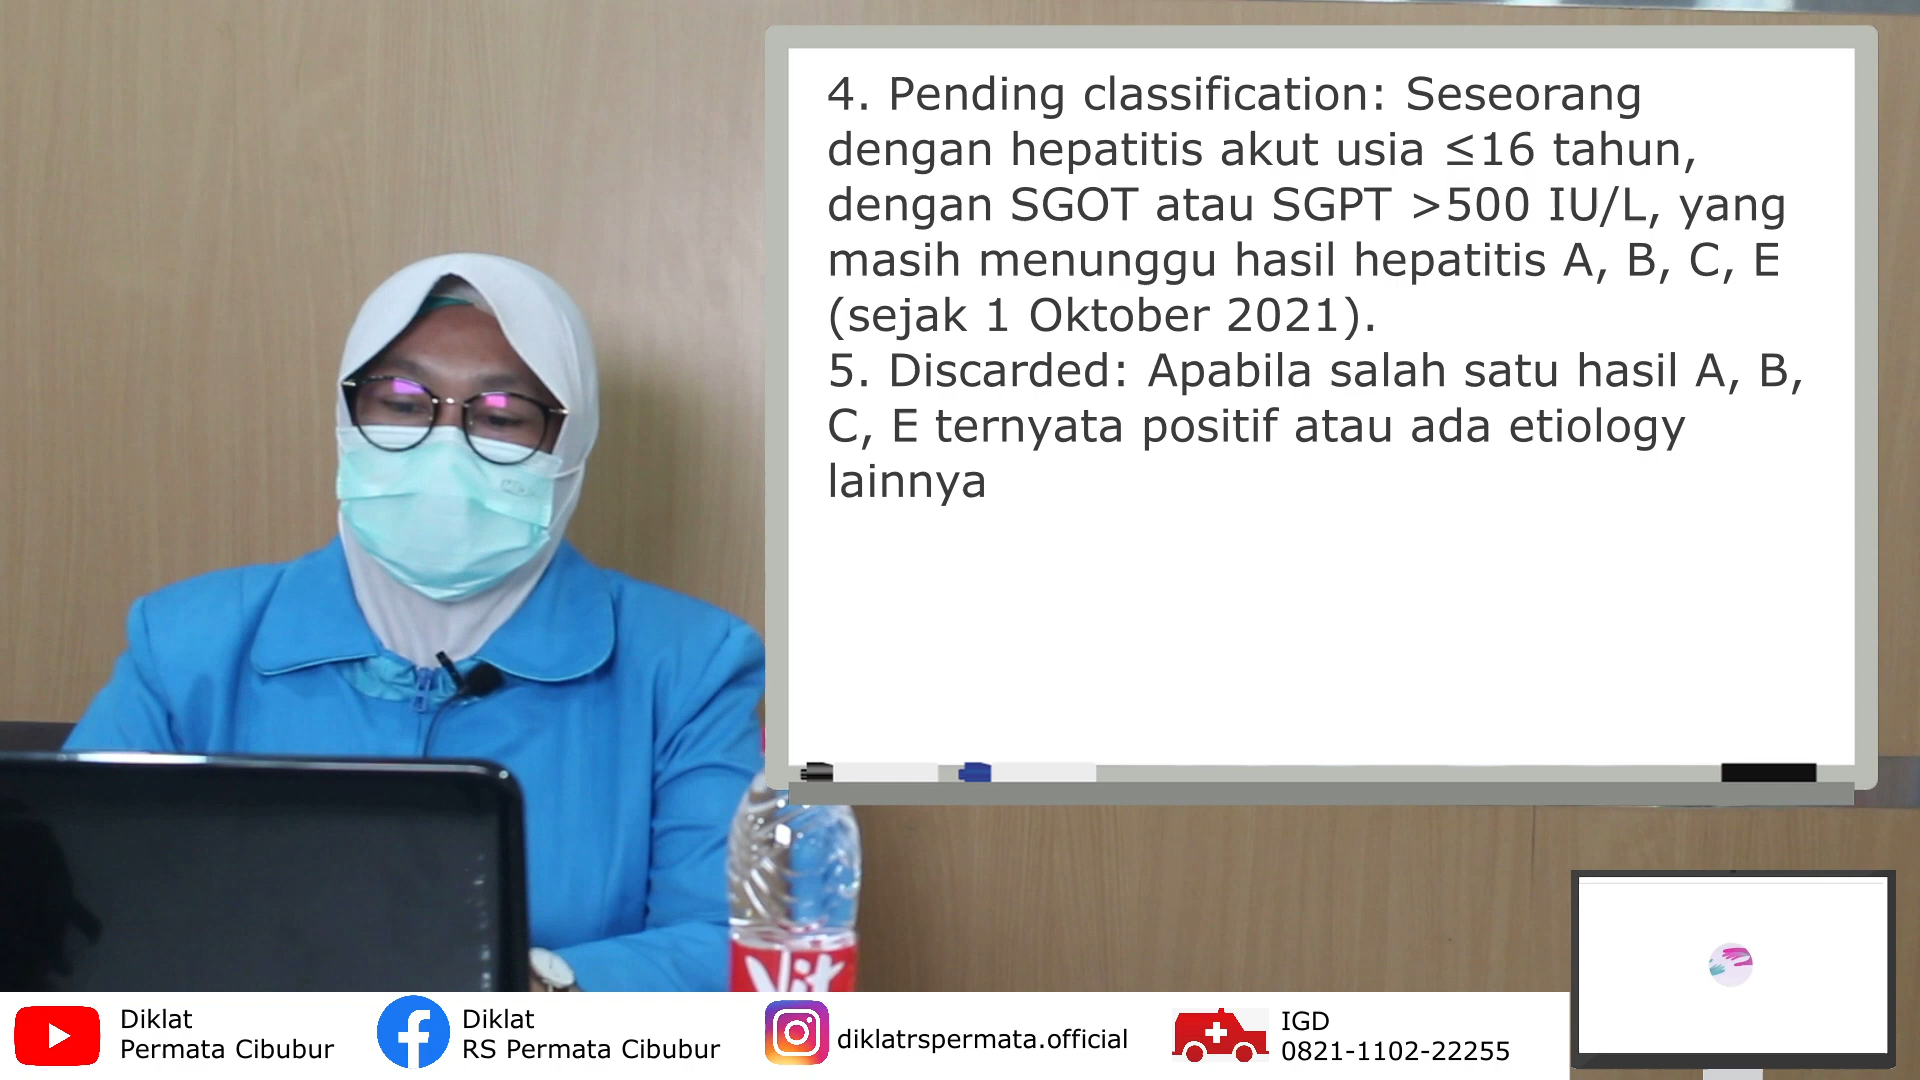 4. Pending classification: Seseorang
dengan hepatitis akut usia ≤16 tahun,
dengan SGOT atau SGPT >500 IU/L, yang
masih menunggu hasil hepatitis A, B, C, E
(sejak 1 Oktober 2021).
5. Discarded: Apabila salah satu hasil A, B,
C, E ternyata positif atau ada etiology
lainnya
Vit
Diklat
Permata Cibubur
Diklat
RS Permata Cibubur
diklatrspermata.official
IGD
0821-1102-22255